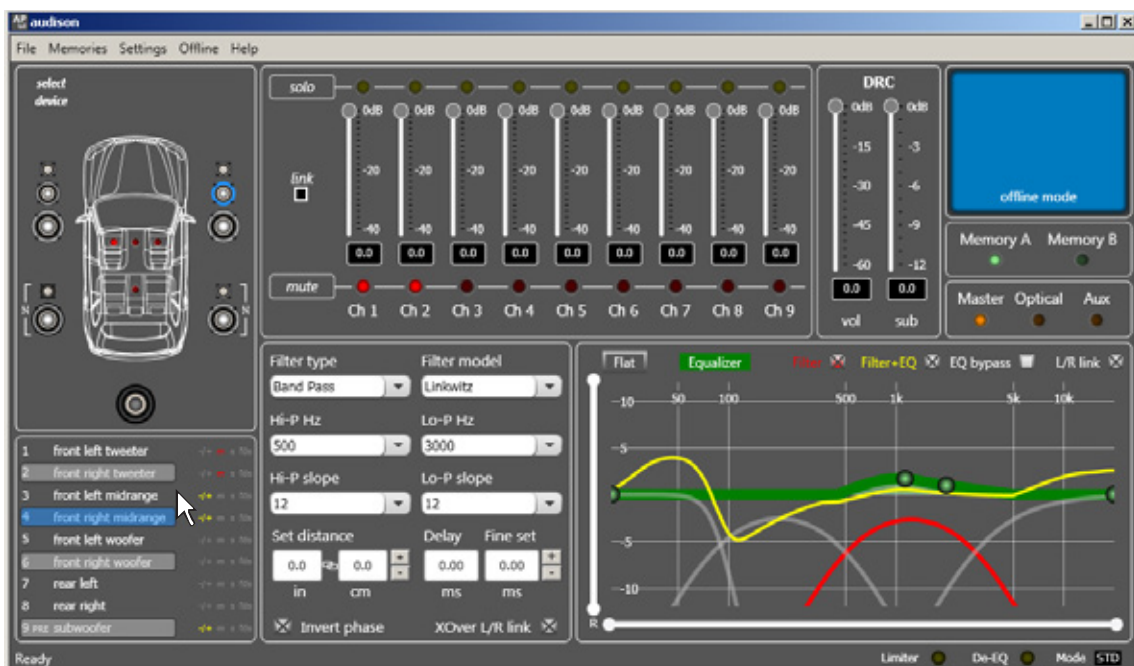 audison
File Memories Settings Offline Help
select
device
solo
0dB 0dB 0dB 0dB 0dB 0dB 0dB 0dB 0dB
-20 -20 -20 -20 -20 -20 -20 -20 -20
link
-40 -40 -40 -40 -40 -40 -40 -40 -40
0.0 0.0 0.0 0.0 0.0 0.0 0.0 0.0 0.0
mute
Ch 1 Ch 2 Ch 3 Ch 4 Ch 5 Ch 6 Ch 7 Ch 8 Ch 9
DRC
0dB 0dB
-15 -3
-30 -6
-45 -9
-60 -12
0.0 0.0
vol sub
offline mode
Memory A Memory B
Master Optical Aux
N N
1 front left tweeter
2 front right tweeter
3 front left midrange
4 front right midrange
5 front left woofer
6 front right woofer
7 rear left
8 rear right
9 PRE subwoofer
Filter type Filter model
Band Pass Linkwitz
Hi-P Hz Lo-P Hz
500 3000
Hi-P slope Lo-P slope
12 12
Set distance Delay Fine set
0.0 0.0 0.00 0.00
in cm ms ms
Invert phase XOver L/R link
Flat Equalizer Filter Filter+EQ EQ bypass L/R link
50 100 500 1k 5k 10k
-10
-5
0
-5
-10
R
Ready
Limiter De-EQ Mode STD